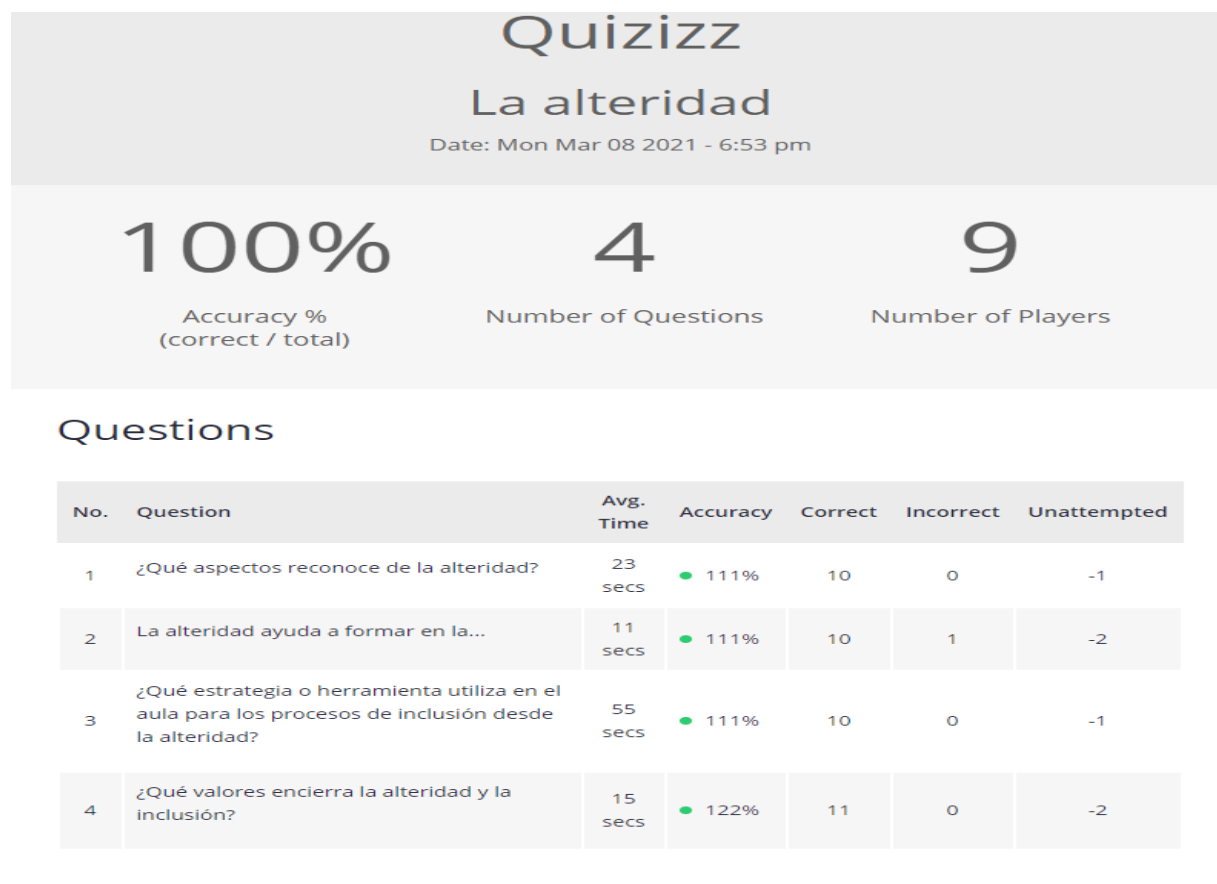 Quizizz
La alteridad
Date: Mon Mar 08 2021 - 6:53 pm
100% 4 9
Accuracy % Number of Questions Number of Players
(correct / total)
Questions
No. Question Avg. Time Accuracy Correct Incorrect Unattempted
1 ¿Qué aspectos reconoce de la alteridad? 23 secs 111% 10 0 -1
2 La alteridad ayuda a formar en la... 11 secs 111% 10 1 -2
3 ¿Qué estrategia o herramienta utiliza en el
aula para los procesos de inclusión desde
la alteridad? 55 secs 111% 10 0 -1
4 ¿Qué valores encierra la alteridad y la
inclusión? 15 secs 122% 11 0 -2